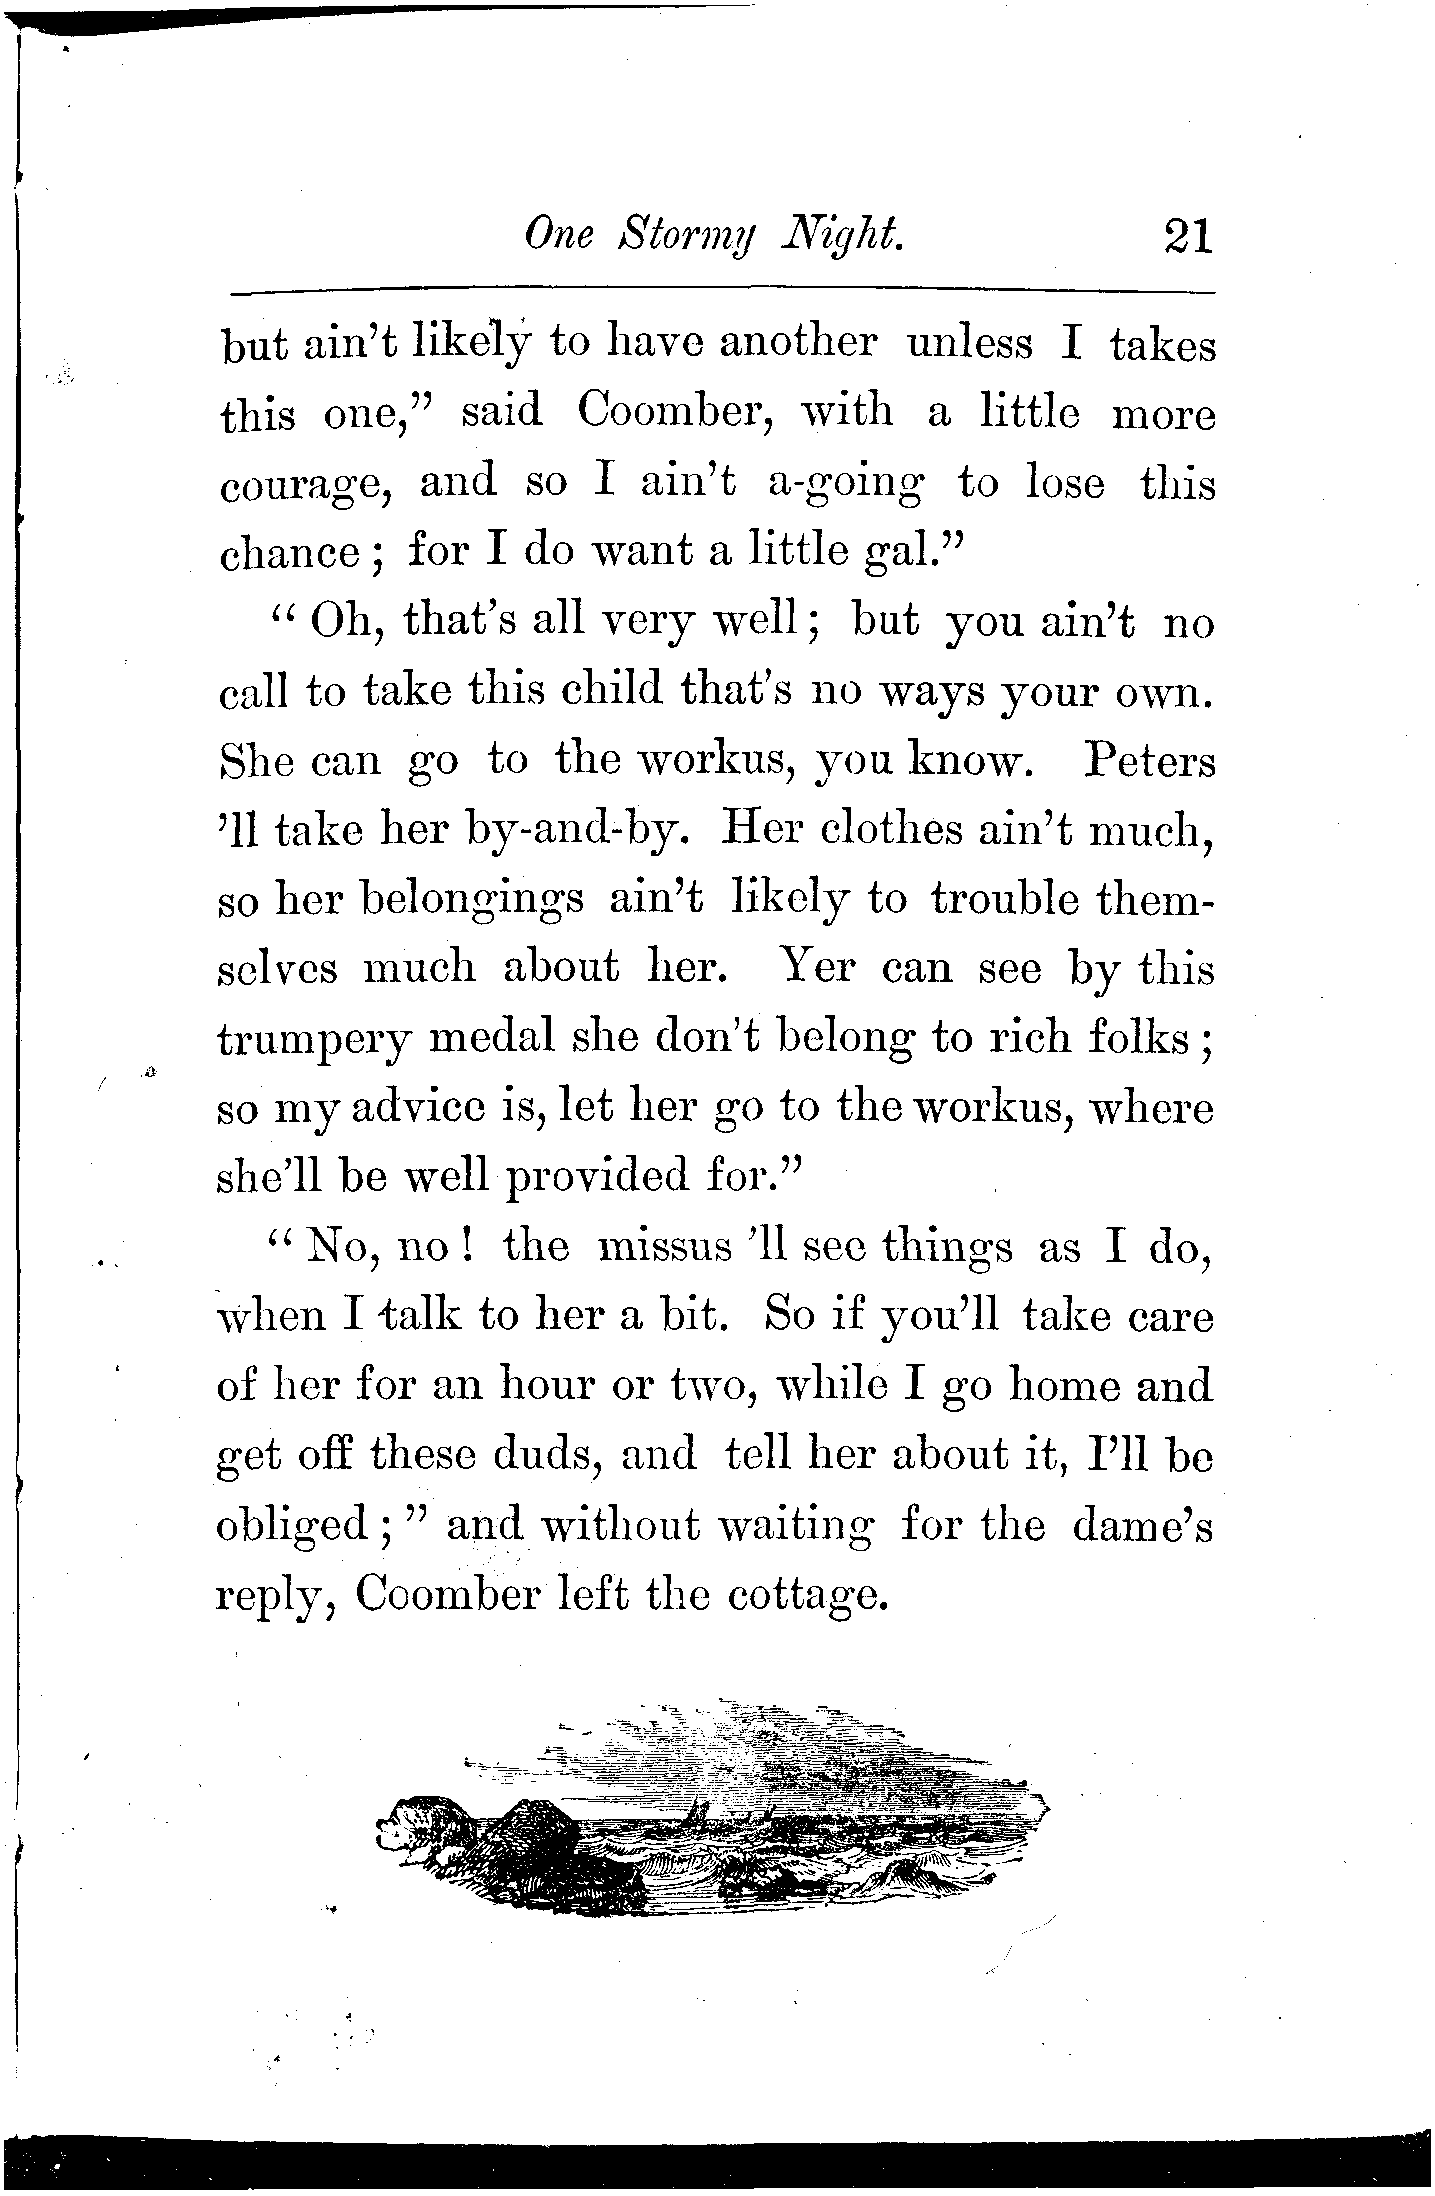 One Stormy Night. 21
but ain't likely to have another unless I takes
this one," said Coomber, with a little more
courage, and so I ain't a-going to lose this
chance; for I do want a little gal."
"Oh, that's all very well; but you ain't no
call to take this child that's no ways your own.
She can go to the workus, you know. Peters
'll take her by-and-by. Her clothes ain't much,
so her belongings ain't likely to trouble them-
selves much about her. Yer can see by this
trumpery medal she don't belong to rich folks;
so my advice is, let her go to the workus, where
she'll be well provided for."
"No, no! the missus 'll see things as I do,
when I talk to her a bit. So if you'll take care
of her for an hour or two, while I go home and
get off these duds, and tell her about it, I'll be
obliged;" and without waiting for the dame's
reply, Coomber left the cottage.